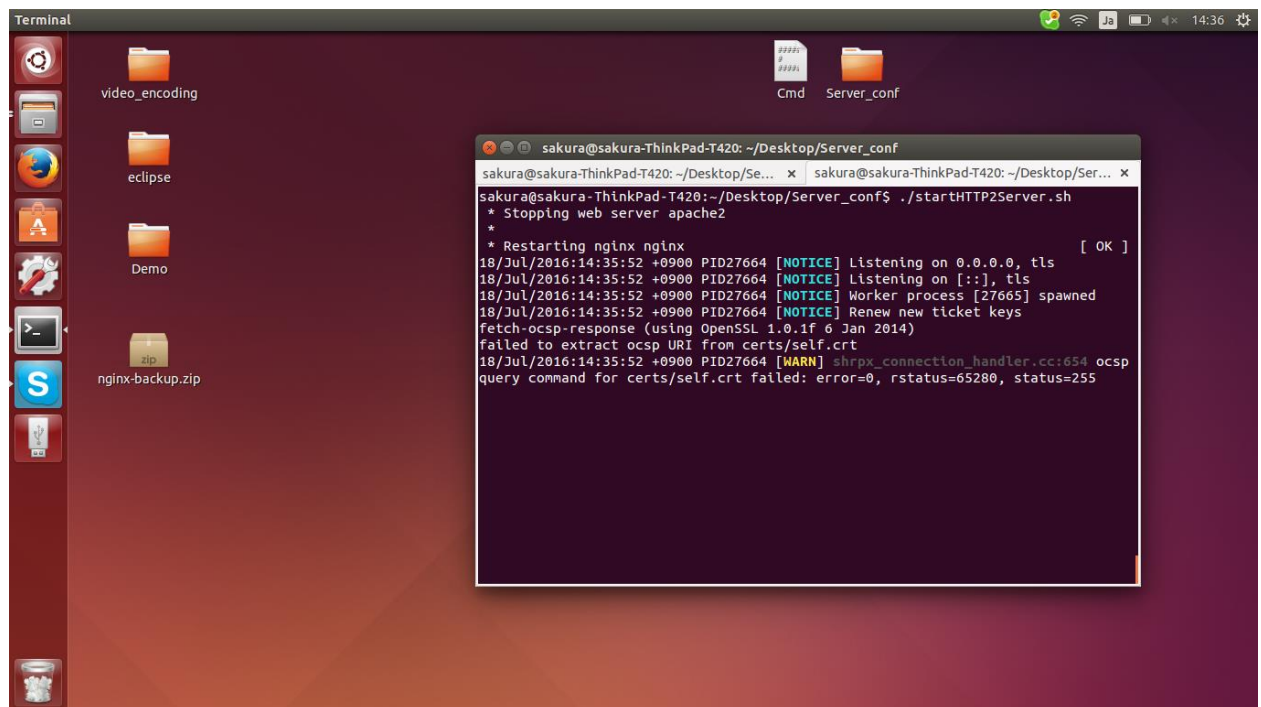 Terminal
Ja
14:36
video_encoding
#####
#
#####
Cmd
Server_conf
eclipse
Demo
zip
nginx-backup.zip
sakura@sakura-ThinkPad-T420: ~/Desktop/Server_conf
sakura@sakura-ThinkPad-T420: ~/Desktop/Se... x
sakura@sakura-ThinkPad-T420: ~/Desktop/Ser... x
sakura@sakura-ThinkPad-T420:~/Desktop/Server_conf$ ./startHTTP2Server.sh
* Stopping web server apache2
*
* Restarting nginx nginx [ OK ]
18/Jul/2016:14:35:52 +0900 PID27664 [NOTICE] Listening on 0.0.0.0, tls
18/Jul/2016:14:35:52 +0900 PID27664 [NOTICE] Listening on [::], tls
18/Jul/2016:14:35:52 +0900 PID27664 [NOTICE] Worker process [27665] spawned
18/Jul/2016:14:35:52 +0900 PID27664 [NOTICE] Renew new ticket keys
fetch-ocsp-response (using OpenSSL 1.0.1f 6 Jan 2014)
failed to extract ocsp URI from certs/self.crt
18/Jul/2016:14:35:52 +0900 PID27664 [WARN] shrpx_connection_handler.cc:654 ocsp
query command for certs/self.crt failed: error=0, rstatus=65280, status=255